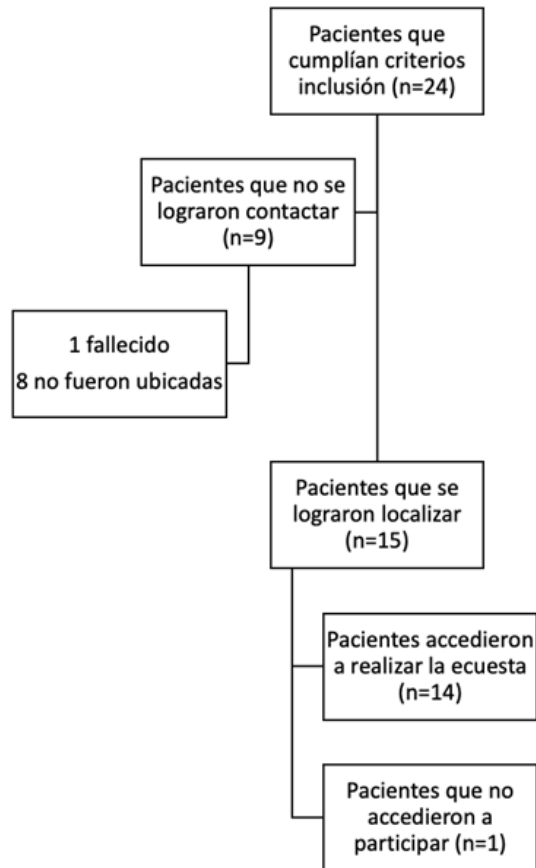 Pacientes que
cumplían criterios
inclusión (n=24)
Pacientes que no se
lograron contactar
(n=9)
1 fallecido
8 no fueron ubicadas
Pacientes que se
lograron localizar
(n=15)
Pacientes accedieron
a realizar la ecuesta
(n=14)
Pacientes que no
accedieron a
participar (n=1)